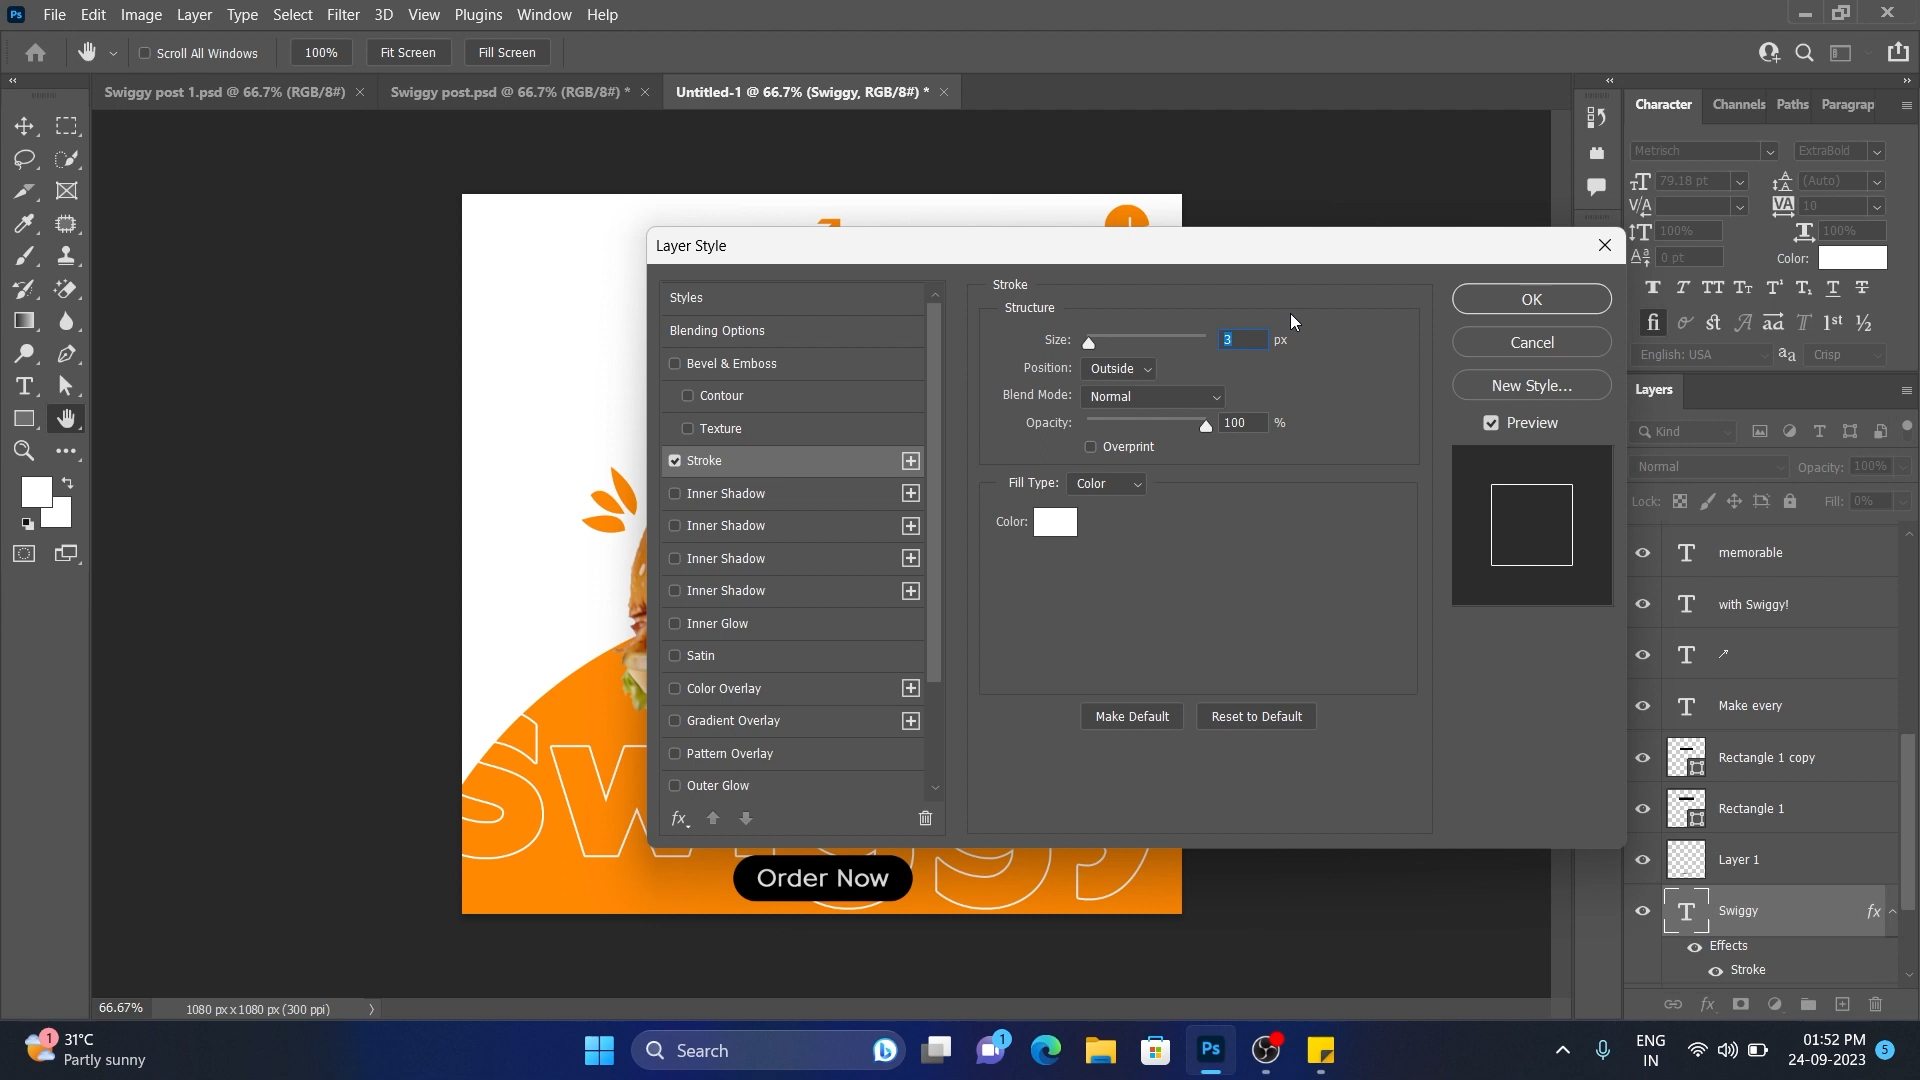 Ps File Edit Image Layer Type Select Filter 3D View Plugins Window Help
Scroll All Windows 100% Fit Screen Fill Screen
Swiggy post 1.psd @ 66.7% (RGB/8#) × Swiggy post.psd @ 66.7% (RGB/8#) * × Untitled-1 @ 66.7% (Swiggy, RGB/8#) * ×
Character Channels Paths Paragrap
Metrisch ExtraBold
79.18 pt (Auto)
10
100% 100%
0 pt Color:
English: USA Crisp
Layer Style
Styles
Blending Options
Bevel & Emboss
Contour
Texture
Stroke
Inner Shadow
Inner Shadow
Inner Shadow
Inner Shadow
Inner Glow
Satin
Color Overlay
Gradient Overlay
Pattern Overlay
Outer Glow
fx
Stroke
Structure
Size: 3 px
Position: Outside
Blend Mode: Normal
Opacity: 100 %
Overprint
Fill Type: Color
Color:
Make Default Reset to Default
OK
Cancel
New Style...
Preview
Layers
Kind
Normal Opacity: 100%
Lock: Fill: 0%
memorable
with Swiggy!
↗
Make every
Rectangle 1 copy
Rectangle 1
Layer 1
Swiggy fx
Effects
Stroke
Swiggy
Order Now
66.67% 1080 px x 1080 px (300 ppi)
1 31°C
Partly sunny
Search
1
Ps
ENG
IN
01:52 PM
24-09-2023
5